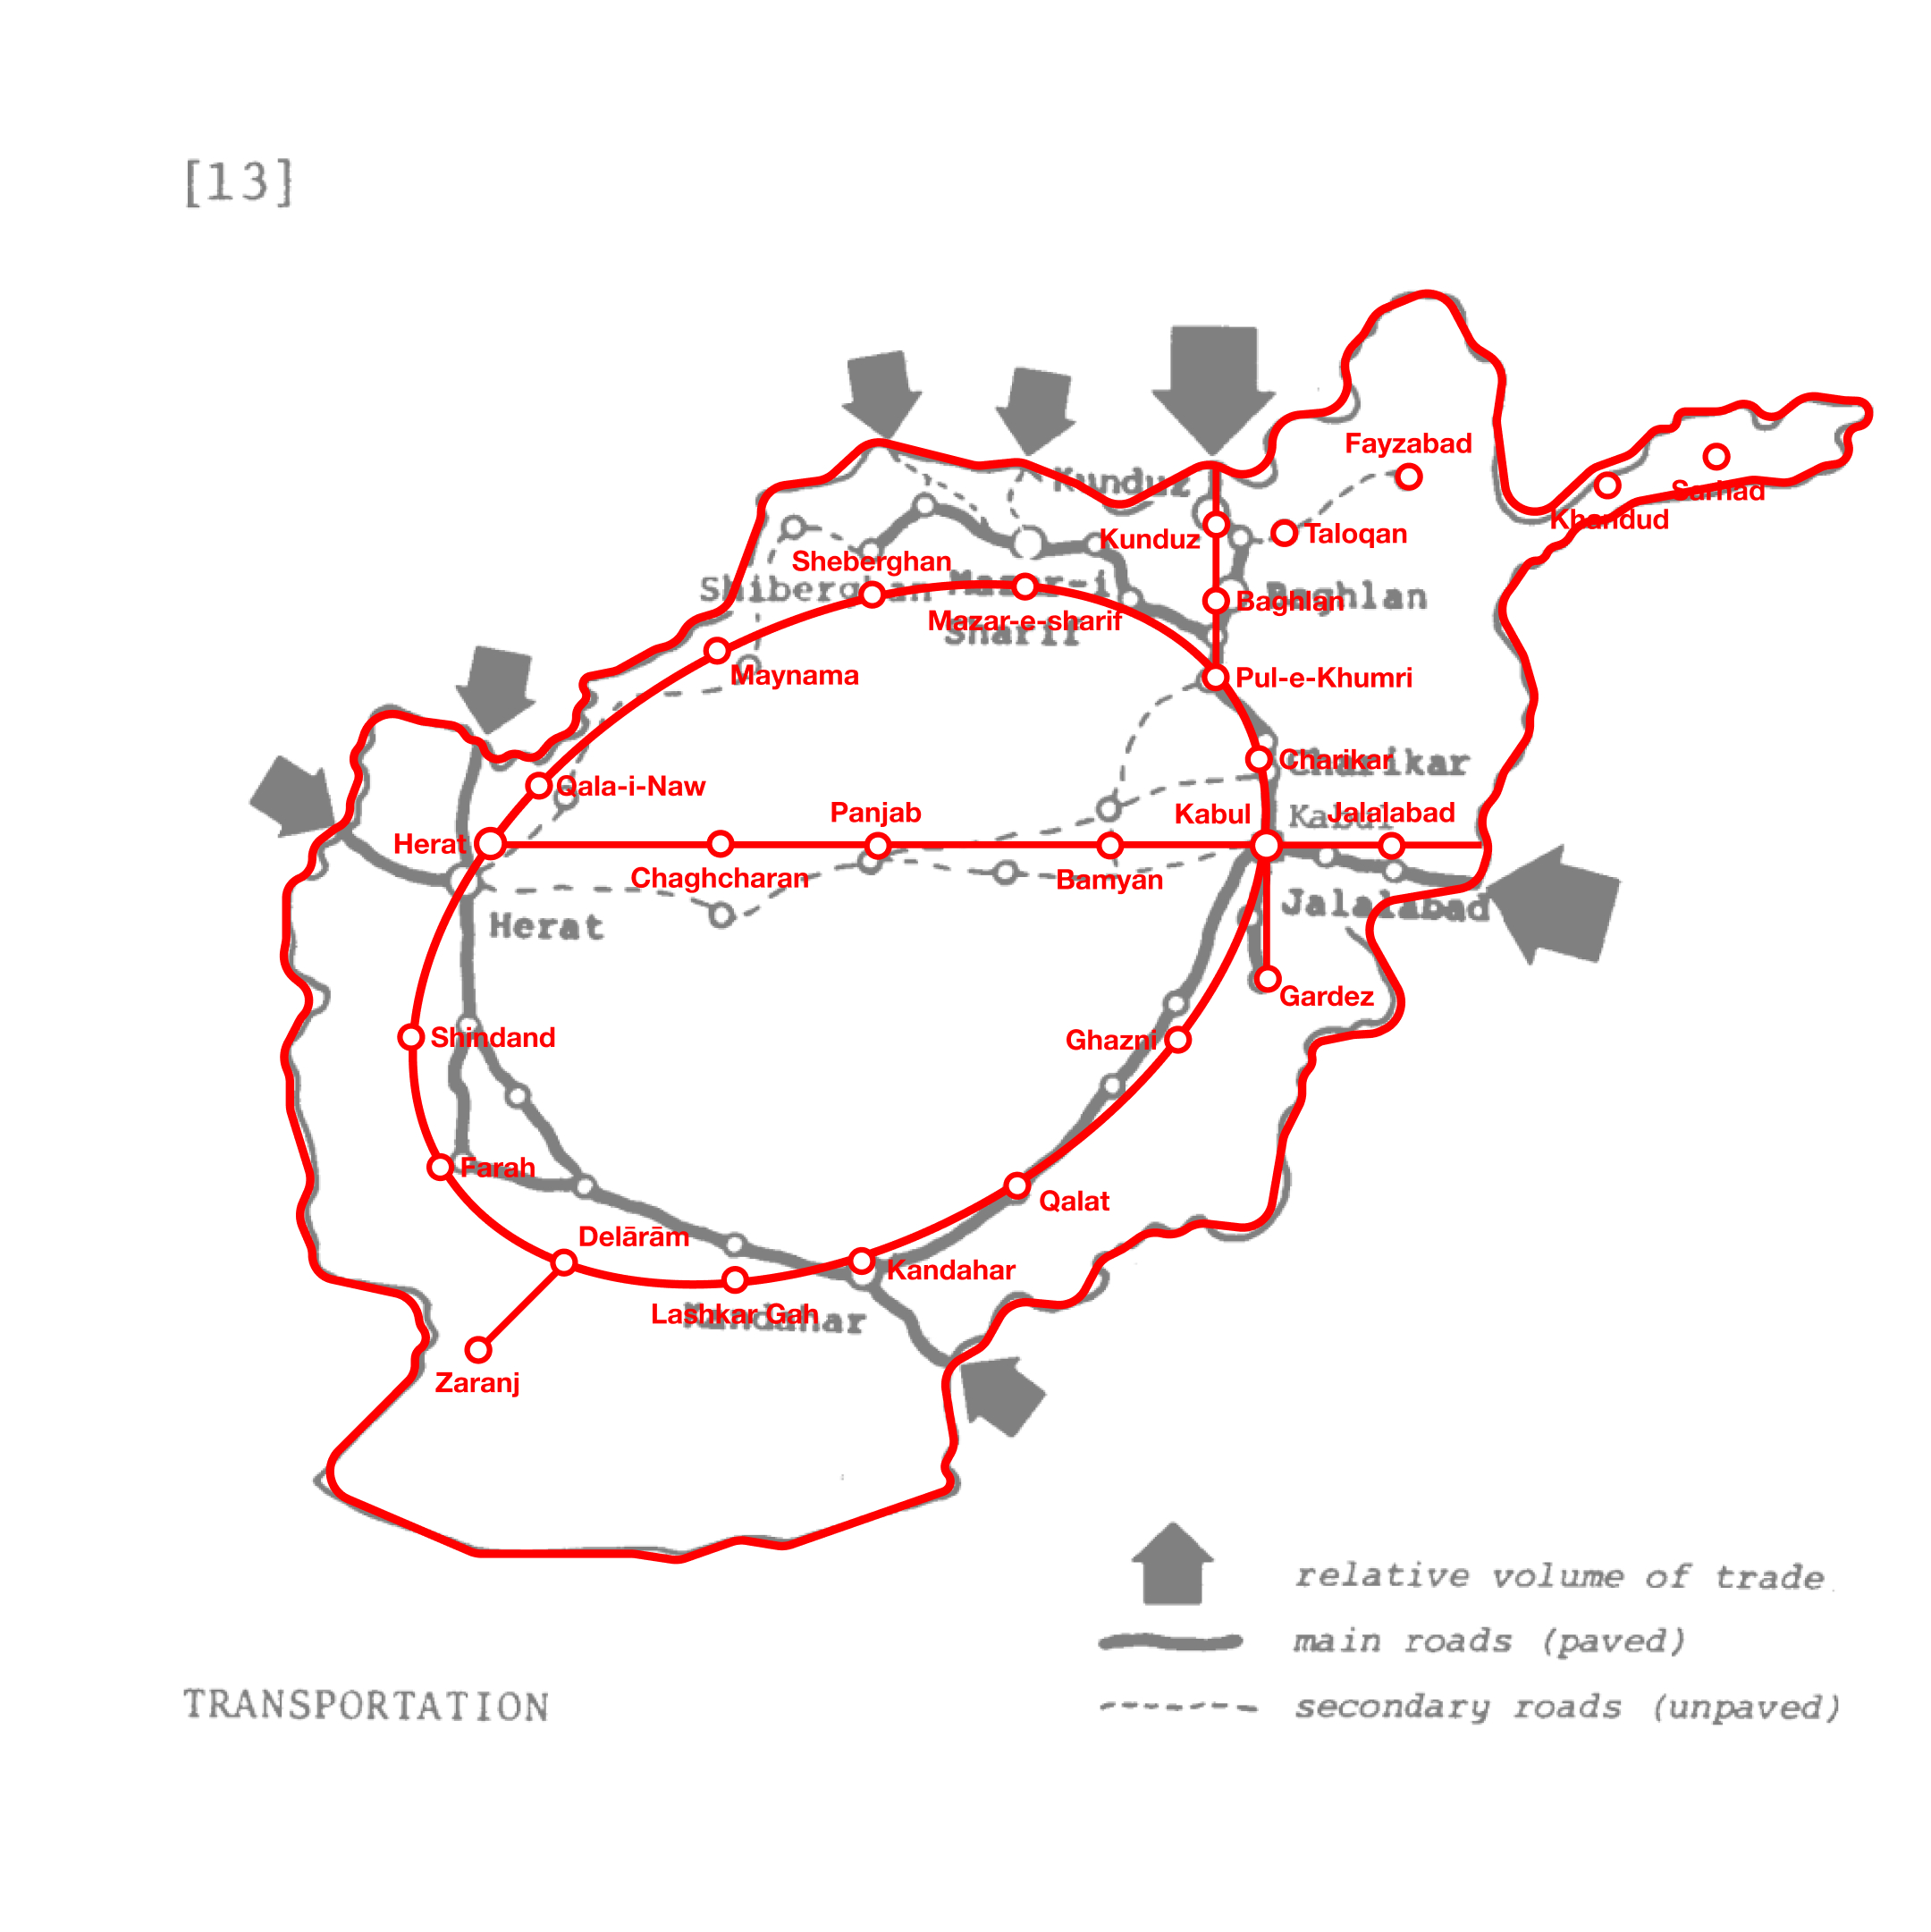 [13]
Fayzabad
Kunduz
Sarhad
Khandud
Kunduz
Taloqan
Sheberghan
Shiberghan
Mazar-i
Sharif
Baghlan
Baghlan
Mazar-e-sharif
Maynama
Pul-e-Khumri
Charikar
Charikar
Qala-i-Naw
Panjab
Kabul
Kabul
Jalalabad
Herat
Chaghcharan
Bamyan
Jalalabad
Herat
Gardez
Shindand
Ghazni
Farah
Qalat
Delārām
Kandahar
Lashkar Gah
Kandahar
Zaranj
relative volume of trade
main roads (paved)
secondary roads (unpaved)
TRANSPORTATION